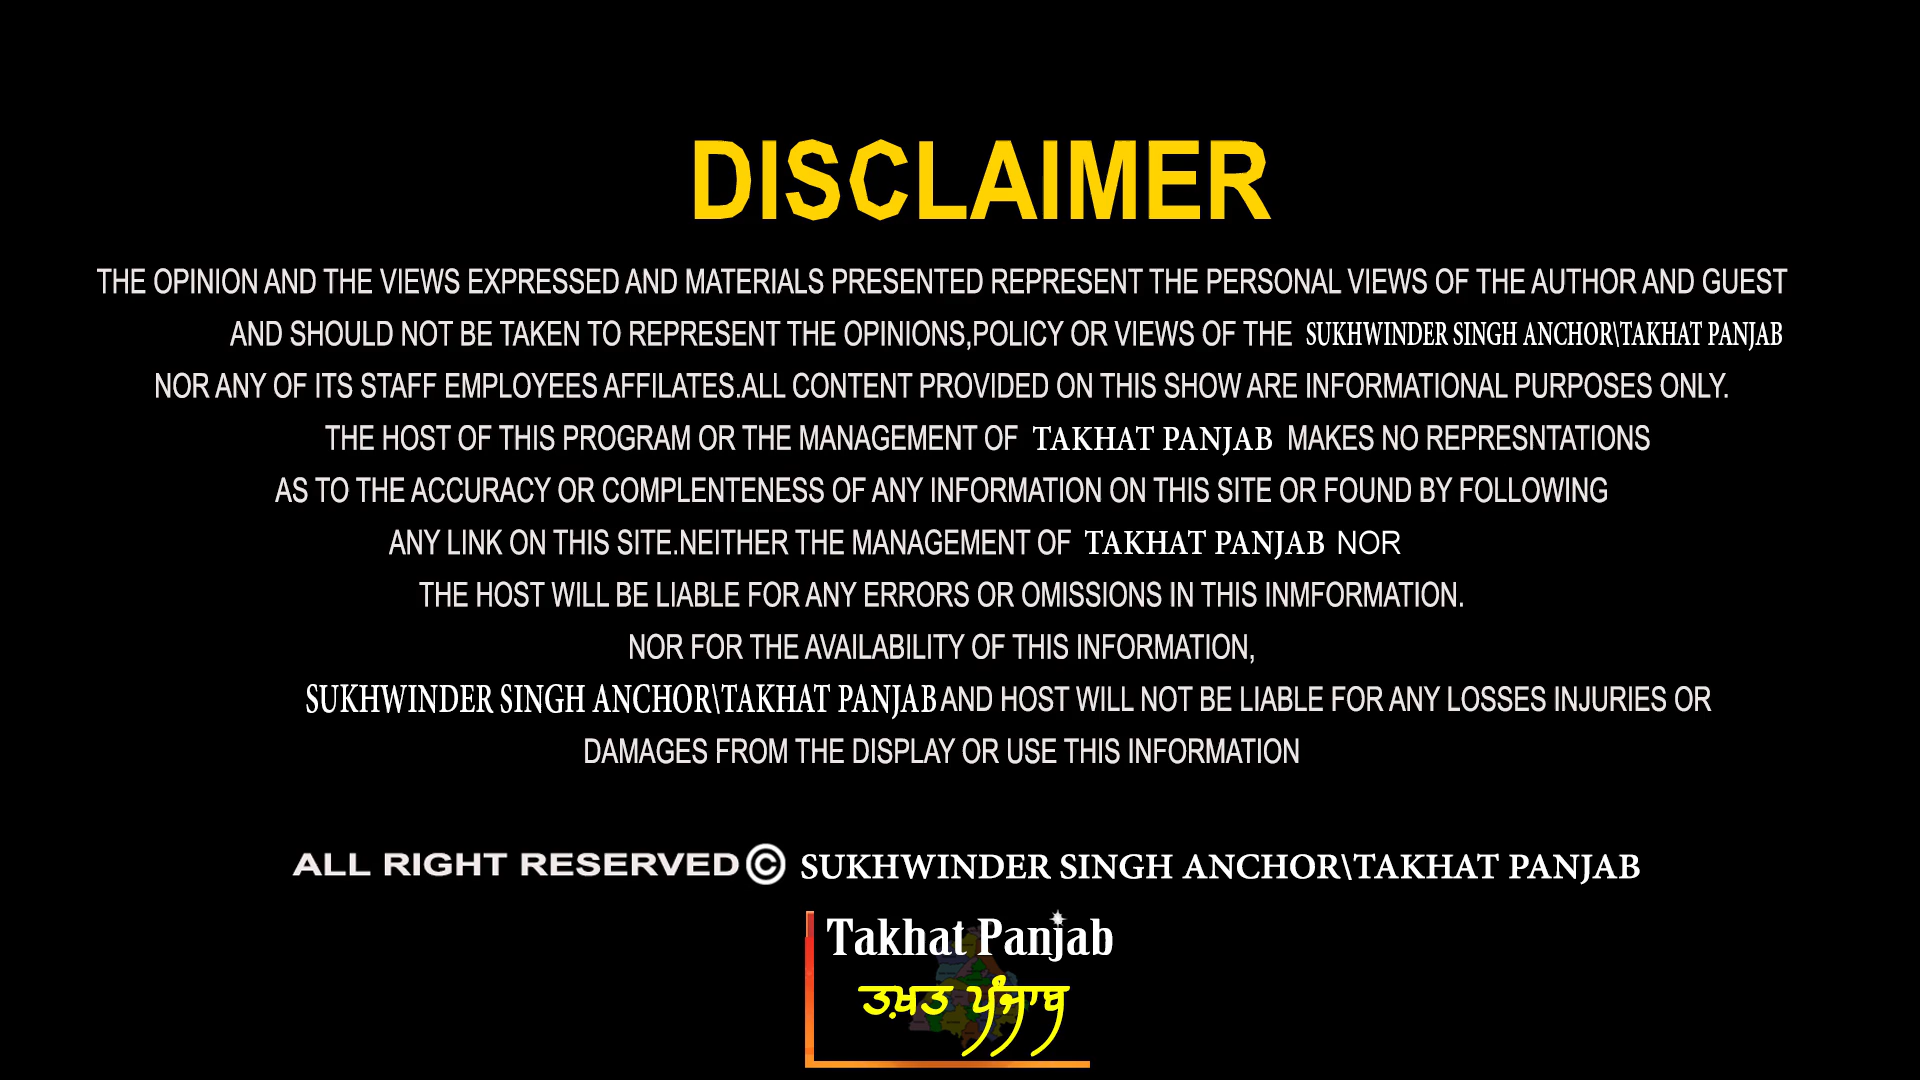 DISCLAIMER
THE OPINION AND THE VIEWS EXPRESSED AND MATERIALS PRESENTED REPRESENT THE PERSONAL VIEWS OF THE AUTHOR AND GUEST
AND SHOULD NOT BE TAKEN TO REPRESENT THE OPINIONS,POLICY OR VIEWS OF THE SUKHWINDER SINGH ANCHOR\TAKHAT PANJAB
NOR ANY OF ITS STAFF EMPLOYEES AFFILATES.ALL CONTENT PROVIDED ON THIS SHOW ARE INFORMATIONAL PURPOSES ONLY.
THE HOST OF THIS PROGRAM OR THE MANAGEMENT OF TAKHAT PANJAB MAKES NO REPRESNTATIONS
AS TO THE ACCURACY OR COMPLENTENESS OF ANY INFORMATION ON THIS SITE OR FOUND BY FOLLOWING
ANY LINK ON THIS SITE.NEITHER THE MANAGEMENT OF TAKHAT PANJAB NOR
THE HOST WILL BE LIABLE FOR ANY ERRORS OR OMISSIONS IN THIS INMFORMATION.
NOR FOR THE AVAILABILITY OF THIS INFORMATION,
SUKHWINDER SINGH ANCHOR\TAKHAT PANJAB AND HOST WILL NOT BE LIABLE FOR ANY LOSSES INJURIES OR
DAMAGES FROM THE DISPLAY OR USE THIS INFORMATION
ALL RIGHT RESERVED © SUKHWINDER SINGH ANCHOR\TAKHAT PANJAB
Takhat Panjab
ਤਖ਼ਤ ਪੰਜਾਬ